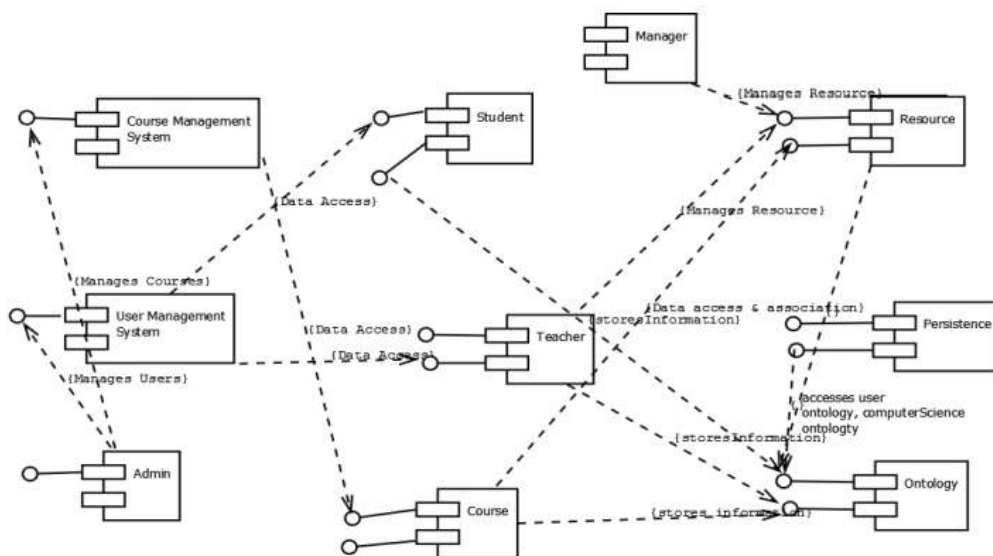 Manager
{Manages Resource}
Course Management
System
Student
Resource
{Data Access}
{Manages Resource}
{Manages Courses}
User Management
System
{Data Access}
{Data Access}
Teacher
{Data access & association}
{}
{storesInformation}
Persistence
{Manages Users}
{}
accesses user
ontology, computerScience
ontologty
{storesInformation}
Admin
Course
Ontology
{stores information}